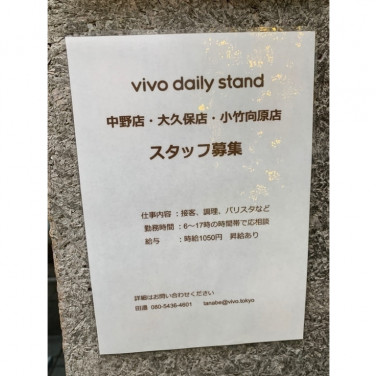 vivo daily stand
中野店・大久保店・小竹向原店
スタッフ募集
仕事内容 ：接客、調理、バリスタなど
勤務時間 ：6〜17時の時間帯で応相談
給与 ：時給1050円 昇給あり
詳細はお問い合わせください
田邉 080-5436-4601 tanabe@vivo.tokyo